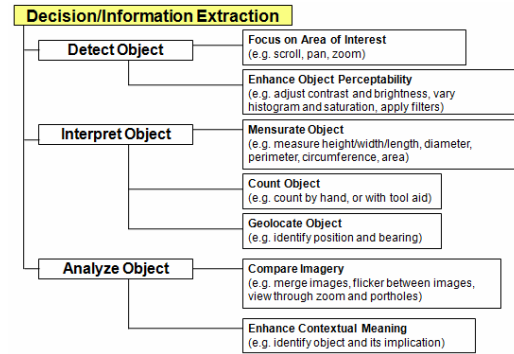 Decision/Information Extraction
Detect Object
Focus on Area of Interest
(e.g. scroll, pan, zoom)
Enhance Object Perceptability
(e.g. adjust contrast and brightness, vary
histogram and saturation, apply filters)
Interpret Object
Mensurate Object
(e.g. measure height/width/length, diameter,
perimeter, circumference, area)
Count Object
(e.g. count by hand, or with tool aid)
Geolocate Object
(e.g. identify position and bearing)
Analyze Object
Compare Imagery
(e.g. merge images, flicker between images,
view through zoom and portholes)
Enhance Contextual Meaning
(e.g. identify object and its implication)